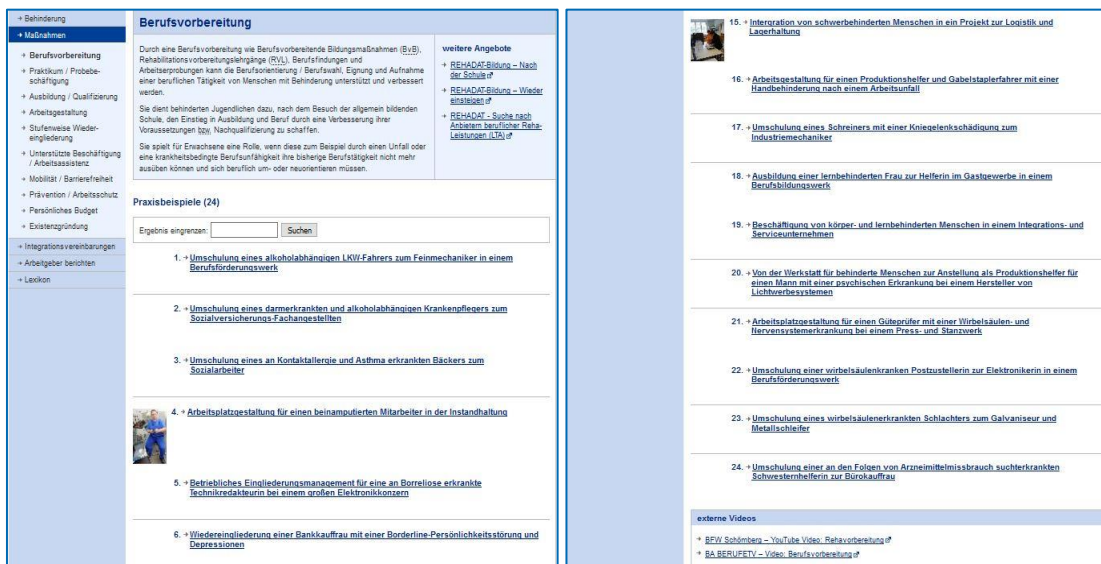 → Behinderung
→ Maßnahmen
→ Berufsvorbereitung
→ Praktikum / Probebe-
schäftigung
→ Ausbildung / Qualifizierung
→ Arbeitsgestaltung
→ Stufenweise Wieder-
eingliederung
→ Unterstützte Beschäftigung
/ Arbeitsassistenz
→ Mobilität / Barrierefreiheit
→ Prävention / Arbeitsschutz
→ Persönliches Budget
→ Existenzgründung
→ Integrationsvereinbarungen
→ Arbeitgeber berichten
→ Lexikon
Berufsvorbereitung
Durch eine Berufsvorbereitung wie Berufsvorbereitende Bildungsmaßnahmen (BvB),
Rehabilitationsvorbereitungslehrgänge (RVL), Berufsfindungen und
Arbeitserprobungen kann die Berufsorientierung / Berufswahl, Eignung und Aufnahme
einer beruflichen Tätigkeit von Menschen mit Behinderung unterstützt und verbessert
werden.
Sie dient behinderten Jugendlichen dazu, nach dem Besuch der allgemein bildenden
Schule, den Einstieg in Ausbildung und Beruf durch eine Verbesserung ihrer
Voraussetzungen bzw. Nachqualifizierung zu schaffen.
Sie spielt für Erwachsene eine Rolle, wenn diese zum Beispiel durch einen Unfall oder
eine krankheitsbedingte Berufsunfähigkeit ihre bisherige Berufstätigkeit nicht mehr
ausüben können und sich beruflich um- oder neuorientieren müssen.
weitere Angebote
→ REHADAT-Bildung – Nach
der Schule
→ REHADAT-Bildung – Wieder
einsteigen
→ REHADAT - Suche nach
Anbietern beruflicher Reha-
Leistungen (LTA)
Praxisbeispiele (24)
Ergebnis eingrenzen: Suchen
1. → Umschulung eines alkoholabhängigen LKW-Fahrers zum Feinmechaniker in einem
Berufsförderungswerk
2. → Umschulung eines darmerkrankten und alkoholabhängigen Krankenpflegers zum
Sozialversicherungs-Fachangestellten
3. → Umschulung eines an Kontaktallergie und Asthma erkrankten Bäckers zum
Sozialarbeiter
4. → Arbeitsplatzgestaltung für einen beinamputierten Mitarbeiter in der Instandhaltung
5. → Betriebliches Eingliederungsmanagement für eine an Borreliose erkrankte
Technikredakteurin bei einem großen Elektronikkonzern
6. → Wiedereingliederung einer Bankkauffrau mit einer Borderline-Persönlichkeitsstörung und
Depressionen
15. → Intergration von schwerbehinderten Menschen in ein Projekt zur Logistik und
Lagerhaltung
16. → Arbeitsgestaltung für einen Produktionshelfer und Gabelstaplerfahrer mit einer
Handbehinderung nach einem Arbeitsunfall
17. → Umschulung eines Schreiners mit einer Kniegelenkschädigung zum
Industriemechaniker
18. → Ausbildung einer lernbehinderten Frau zur Helferin im Gastgewerbe in einem
Berufsbildungswerk
19. → Beschäftigung von körper- und lernbehinderten Menschen in einem Integrations- und
Serviceunternehmen
20. → Von der Werkstatt für behinderte Menschen zur Anstellung als Produktionshelfer für
einen Mann mit einer psychischen Erkrankung bei einem Hersteller von
Lichtwerbesystemen
21. → Arbeitsplatzgestaltung für einen Güteprüfer mit einer Wirbelsäulen- und
Nervensystemerkrankung bei einem Press- und Stanzwerk
22. → Umschulung einer wirbelsäulenkranken Postzustellerin zur Elektronikerin in einem
Berufsförderungswerk
23. → Umschulung eines wirbelsäulenerkrankten Schlachters zum Galvaniseur und
Metallschleifer
24. → Umschulung einer an den Folgen von Arzneimittelmissbrauch suchterkrankten
Schwesternhelferin zur Bürokauffrau
externe Videos
→ BFW Schömberg – YouTube Video: Rehavorbereitung
→ BA BERUFETV – Video: Berufsvorbereitung